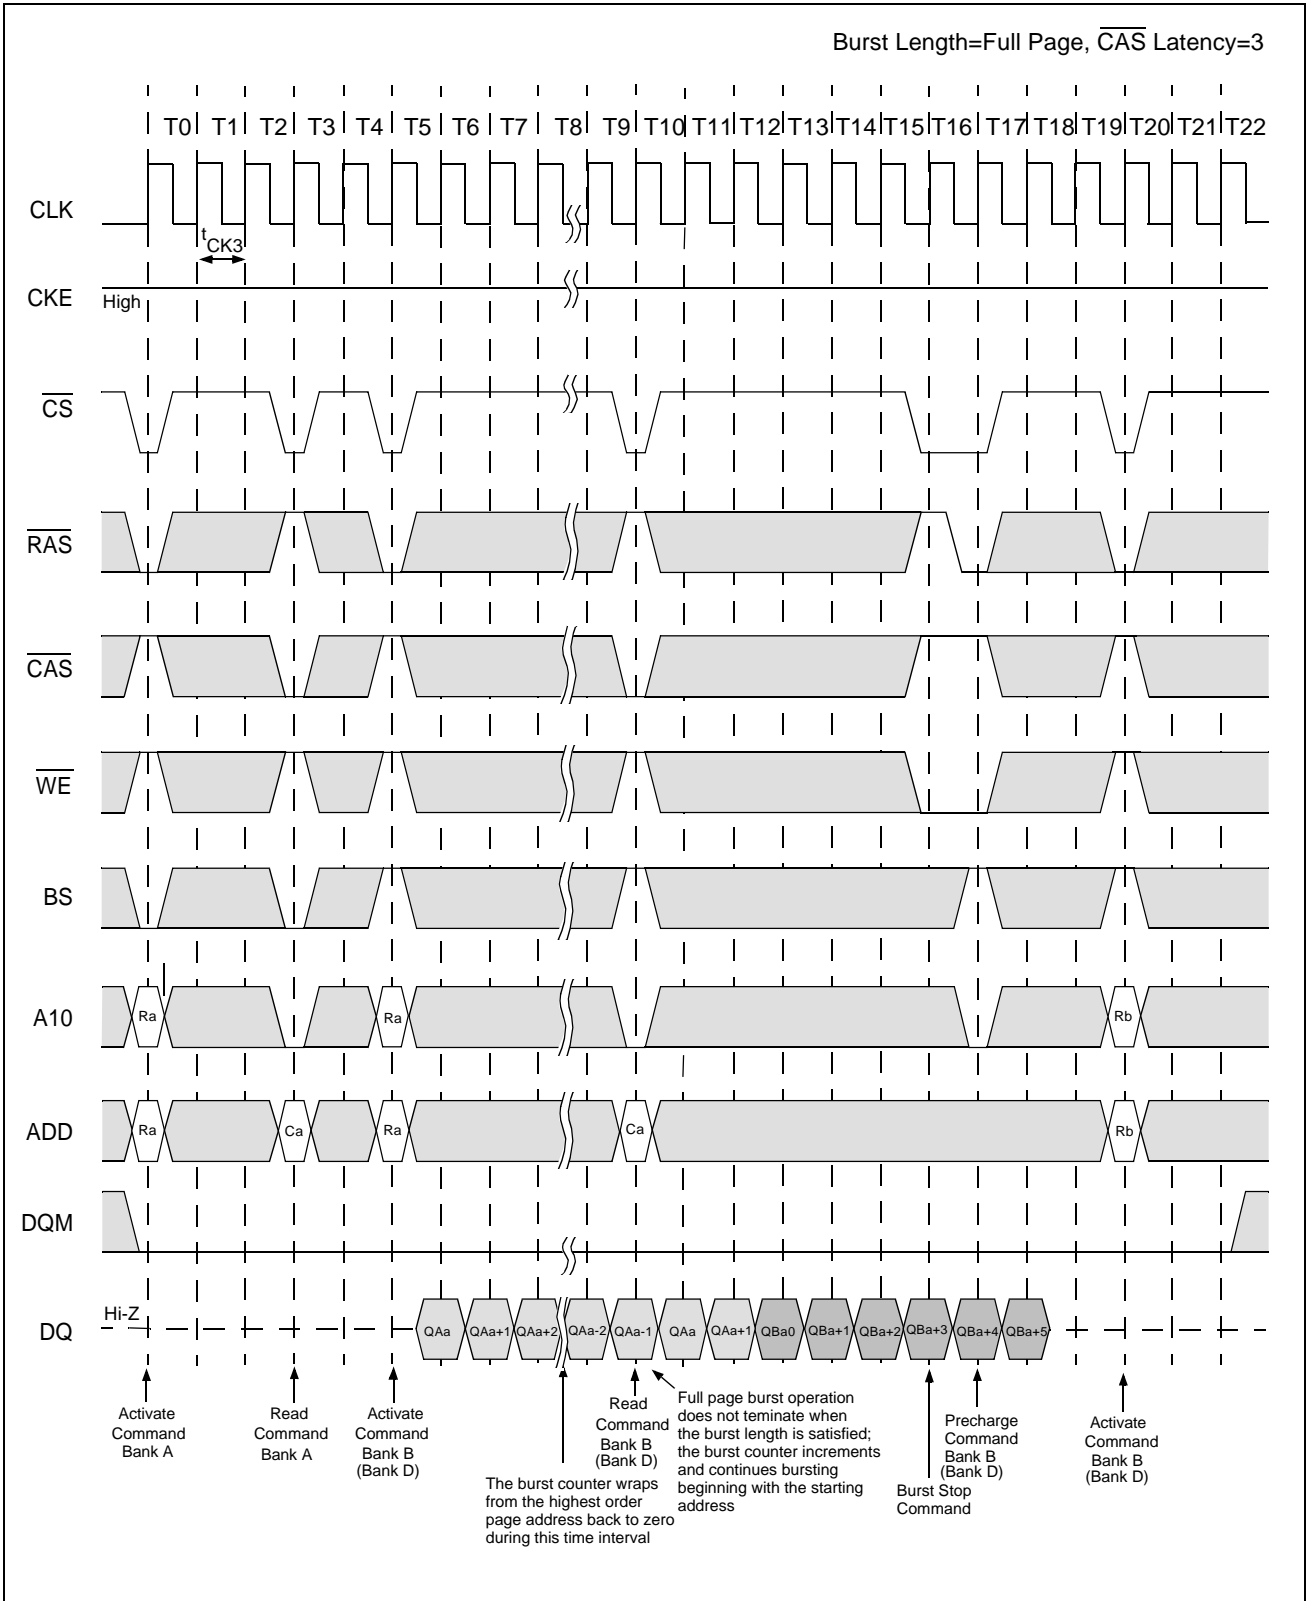 Burst Length=Full Page, CAS Latency=3
T0 T1 T2 T3 T4 T5 T6 T7 T8 T9 T10 T11 T12 T13 T14 T15 T16 T17 T18 T19 T20 T21 T22
CLK
tCK3
CKE
High
CS
RAS
CAS
WE
BS
A10
Ra Ra Rb
ADD
Ra Ca Ra Ca Rb
DQM
DQ
Hi-Z
QAa QAa+1 QAa+2 QAa-2 QAa-1 QAa QAa+1 QBa0 QBa+1 QBa+2 QBa+3 QBa+4 QBa+5
Activate
Command
Bank A
Read
Command
Bank A
Activate
Command
Bank B
(Bank D)
The burst counter wraps
from the highest order
page address back to zero
during this time interval
Read
Command
Bank B
(Bank D)
Full page burst operation
does not teminate when
the burst length is satisfied;
the burst counter increments
and continues bursting
beginning with the starting
address
Burst Stop
Command
Precharge
Command
Bank B
(Bank D)
Activate
Command
Bank B
(Bank D)